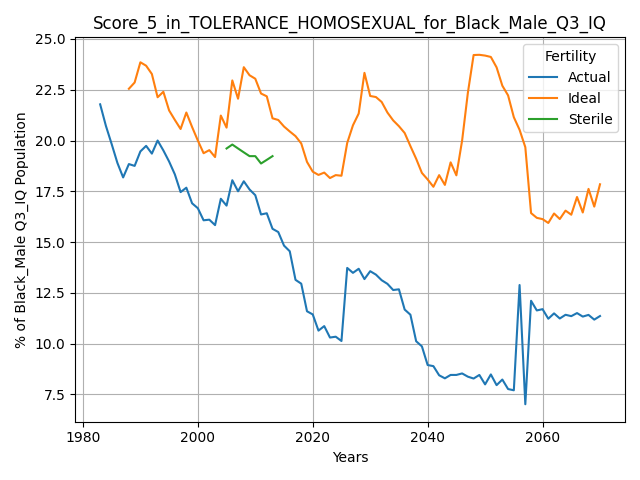 Score_5_in_TOLERANCE_HOMOSEXUAL_for_Black_Male_Q3_IQ
Fertility
Actual
Ideal
Sterile
% of Black_Male Q3_IQ Population
25.0
22.5
20.0
17.5
15.0
12.5
10.0
7.5
1980
2000
2020
2040
2060
Years